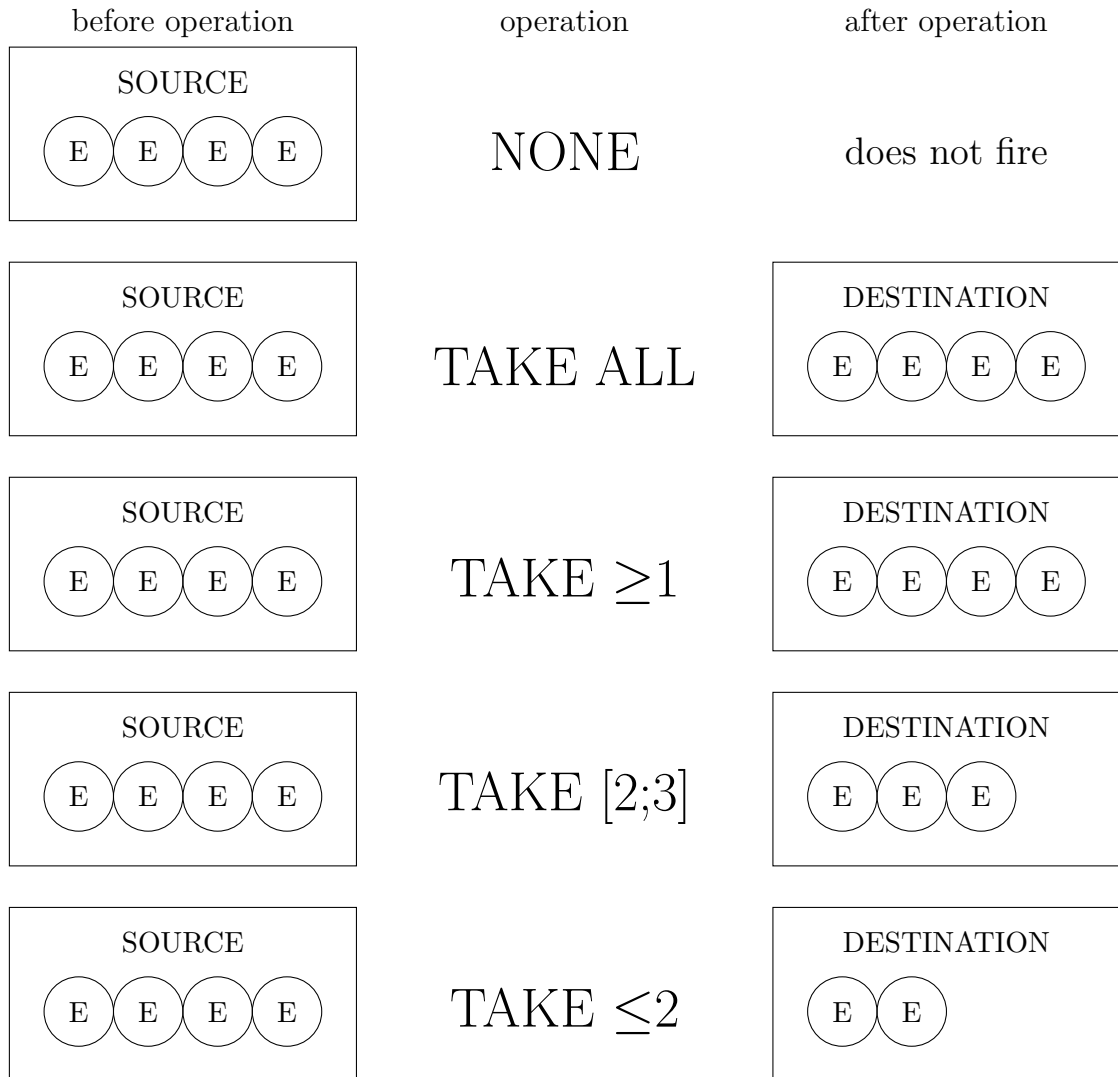 before operation operation after operation
SOURCE
E E E E
NONE
does not fire
SOURCE
E E E E
TAKE ALL
DESTINATION
E E E E
SOURCE
E E E E
TAKE ≥1
DESTINATION
E E E E
SOURCE
E E E E
TAKE [2;3]
DESTINATION
E E E
SOURCE
E E E E
TAKE ≤2
DESTINATION
E E